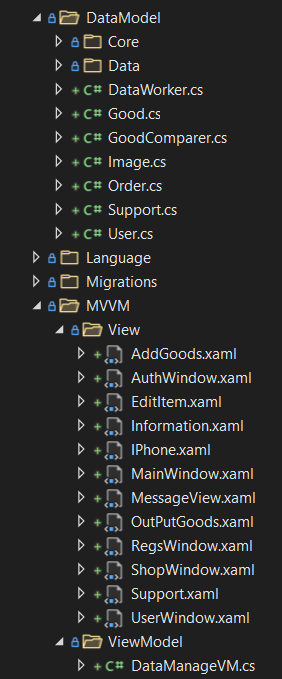 DataModel
Core
Data
C# DataWorker.cs
C# Good.cs
C# GoodComparer.cs
C# Image.cs
C# Order.cs
C# Support.cs
C# User.cs
Language
Migrations
MVVM
View
AddGoods.xaml
AuthWindow.xaml
EditItem.xaml
Information.xaml
IPhone.xaml
MainWindow.xaml
MessageView.xaml
OutPutGoods.xaml
RegsWindow.xaml
ShopWindow.xaml
Support.xaml
UserWindow.xaml
ViewModel
C# DataManageVM.cs